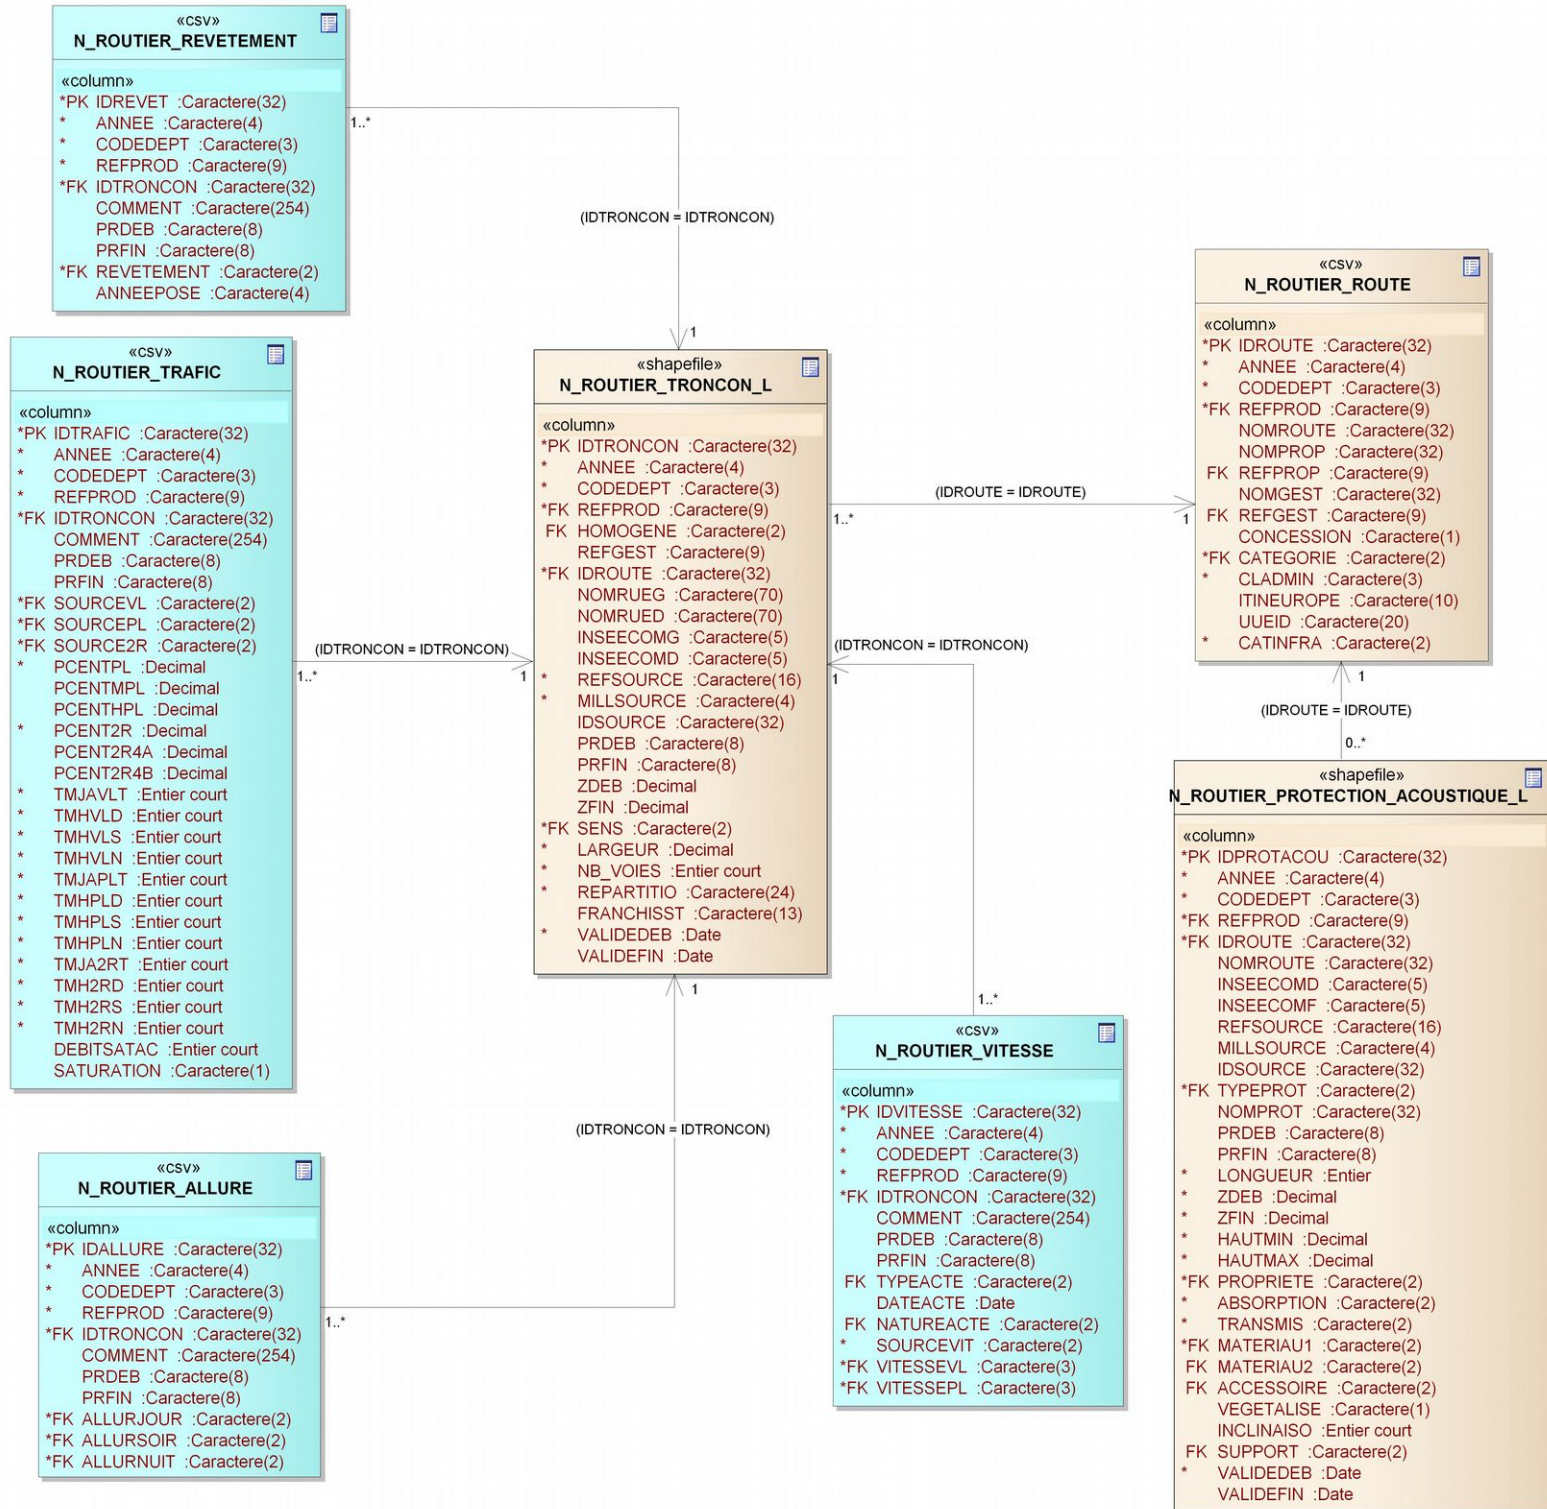 «csv»
N_ROUTIER_REVETEMENT
«column»
*PK IDREVET :Caractere(32)
* ANNEE :Caractere(4)
* CODEDEPT :Caractere(3)
* REFPROD :Caractere(9)
*FK IDTRONCON :Caractere(32)
COMMENT :Caractere(254)
PRDEB :Caractere(8)
PRFIN :Caractere(8)
*FK REVETEMENT :Caractere(2)
ANNEEPOSE :Caractere(4)
1..*
(IDTRONCON = IDTRONCON)
1
«csv»
N_ROUTIER_TRAFIC
«column»
*PK IDTRAFIC :Caractere(32)
* ANNEE :Caractere(4)
* CODEDEPT :Caractere(3)
* REFPROD :Caractere(9)
*FK IDTRONCON :Caractere(32)
COMMENT :Caractere(254)
PRDEB :Caractere(8)
PRFIN :Caractere(8)
*FK SOURCEVL :Caractere(2)
*FK SOURCEPL :Caractere(2)
*FK SOURCE2R :Caractere(2)
* PCENTPL :Decimal
PCENTMPL :Decimal
PCENTHPL :Decimal
* PCENT2R :Decimal
PCENT2R4A :Decimal
PCENT2R4B :Decimal
* TMJAVLT :Entier court
* TMHVLD :Entier court
* TMHVLS :Entier court
* TMHVLN :Entier court
* TMJAPLT :Entier court
* TMHPLD :Entier court
* TMHPLS :Entier court
* TMHPLN :Entier court
* TMJA2RT :Entier court
* TMH2RD :Entier court
* TMH2RS :Entier court
* TMH2RN :Entier court
DEBITSATAC :Entier court
SATURATION :Caractere(1)
(IDTRONCON = IDTRONCON)
1..*
1
«shapefile»
N_ROUTIER_TRONCON_L
«column»
*PK IDTRONCON :Caractere(32)
* ANNEE :Caractere(4)
* CODEDEPT :Caractere(3)
*FK REFPROD :Caractere(9)
FK HOMOGENE :Caractere(2)
REFGEST :Caractere(9)
*FK IDROUTE :Caractere(32)
NOMRUEG :Caractere(70)
NOMRUED :Caractere(70)
INSEECOMG :Caractere(5)
INSEECOMD :Caractere(5)
* REFSOURCE :Caractere(16)
* MILLSOURCE :Caractere(4)
IDSOURCE :Caractere(32)
PRDEB :Caractere(8)
PRFIN :Caractere(8)
ZDEB :Decimal
ZFIN :Decimal
*FK SENS :Caractere(2)
* LARGEUR :Decimal
* NB_VOIES :Entier court
* REPARTITIO :Caractere(24)
FRANCHISST :Caractere(13)
* VALIDEDEB :Date
VALIDEFIN :Date
(IDROUTE = IDROUTE)
1..*
1
«csv»
N_ROUTIER_ROUTE
«column»
*PK IDROUTE :Caractere(32)
* ANNEE :Caractere(4)
* CODEDEPT :Caractere(3)
*FK REFPROD :Caractere(9)
NOMROUTE :Caractere(32)
NOMPROP :Caractere(32)
FK REFPROP :Caractere(9)
NOMGEST :Caractere(32)
FK REFGEST :Caractere(9)
CONCESSION :Caractere(1)
*FK CATEGORIE :Caractere(2)
* CLADMIN :Caractere(3)
ITINEUROPE :Caractere(10)
UUEID :Caractere(20)
* CATINFRA :Caractere(2)
1
(IDROUTE = IDROUTE)
0..*
«shapefile»
N_ROUTIER_PROTECTION_ACOUSTIQUE_L
«column»
*PK IDPROTACOU :Caractere(32)
* ANNEE :Caractere(4)
* CODEDEPT :Caractere(3)
*FK REFPROD :Caractere(9)
*FK IDROUTE :Caractere(32)
NOMROUTE :Caractere(32)
INSEECOMD :Caractere(5)
INSEECOMF :Caractere(5)
REFSOURCE :Caractere(16)
MILLSOURCE :Caractere(4)
IDSOURCE :Caractere(32)
*FK TYPEPROT :Caractere(2)
NOMPROT :Caractere(32)
PRDEB :Caractere(8)
PRFIN :Caractere(8)
* LONGUEUR :Entier
* ZDEB :Decimal
* ZFIN :Decimal
* HAUTMIN :Decimal
* HAUTMAX :Decimal
*FK PROPRIETE :Caractere(2)
* ABSORPTION :Caractere(2)
* TRANSMIS :Caractere(2)
*FK MATERIAU1 :Caractere(2)
FK MATERIAU2 :Caractere(2)
FK ACCESSOIRE :Caractere(2)
VEGETALISE :Caractere(1)
INCLINAISO :Entier court
FK SUPPORT :Caractere(2)
* VALIDEDEB :Date
VALIDEFIN :Date
(IDTRONCON = IDTRONCON)
1
1..*
«csv»
N_ROUTIER_VITESSE
«column»
*PK IDVITESSE :Caractere(32)
* ANNEE :Caractere(4)
* CODEDEPT :Caractere(3)
* REFPROD :Caractere(9)
*FK IDTRONCON :Caractere(32)
COMMENT :Caractere(254)
PRDEB :Caractere(8)
PRFIN :Caractere(8)
FK TYPEACTE :Caractere(2)
DATEACTE :Date
FK NATUREACTE :Caractere(2)
* SOURCEVIT :Caractere(2)
*FK VITESSEVL :Caractere(3)
*FK VITESSEPL :Caractere(3)
1
(IDTRONCON = IDTRONCON)
1..*
«csv»
N_ROUTIER_ALLURE
«column»
*PK IDALLURE :Caractere(32)
* ANNEE :Caractere(4)
* CODEDEPT :Caractere(3)
* REFPROD :Caractere(9)
*FK IDTRONCON :Caractere(32)
COMMENT :Caractere(254)
PRDEB :Caractere(8)
PRFIN :Caractere(8)
*FK ALLURJOUR :Caractere(2)
*FK ALLURSOIR :Caractere(2)
*FK ALLURNUIT :Caractere(2)